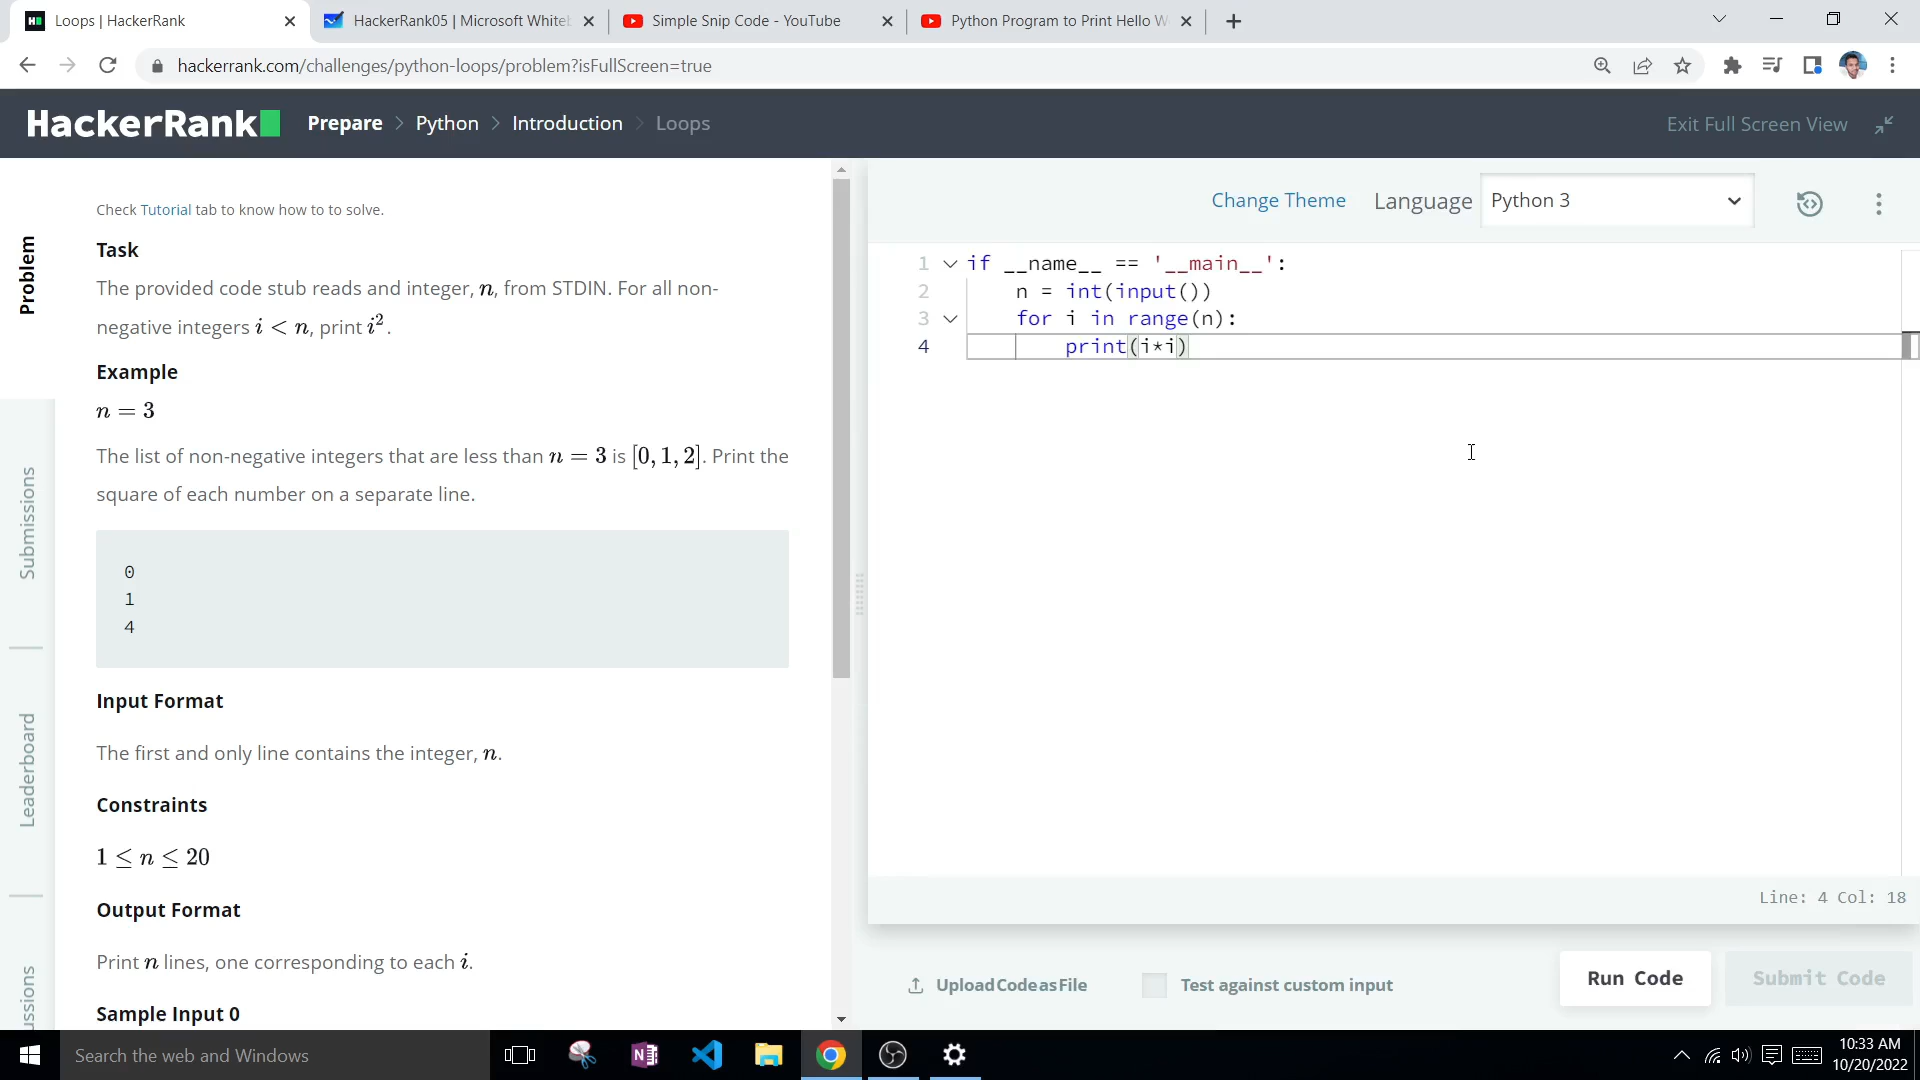 Loops | HackerRank
HackerRank05 | Microsoft White
Simple Snip Code - YouTube
Python Program to Print Hello W
hackerrank.com/challenges/python-loops/problem?isFullScreen=true
HackerRank
Prepare > Python > Introduction > Loops
Exit Full Screen View
Problem
Submissions
Leaderboard
ussions
Check Tutorial tab to know how to to solve.
Task
The provided code stub reads and integer, n, from STDIN. For all non-
negative integers i < n, print i².
Example
n = 3
The list of non-negative integers that are less than n = 3 is [0, 1, 2]. Print the
square of each number on a separate line.
0
1
4
Input Format
The first and only line contains the integer, n.
Constraints
1 ≤ n ≤ 20
Output Format
Print n lines, one corresponding to each i.
Sample Input 0
Change Theme
Language
Python 3
1 if __name__ == '__main__':
2 n = int(input())
3 for i in range(n):
4 print(i*i)
Line: 4 Col: 18
Upload Code as File
Test against custom input
Run Code
Submit Code
Search the web and Windows
10:33 AM
10/20/2022